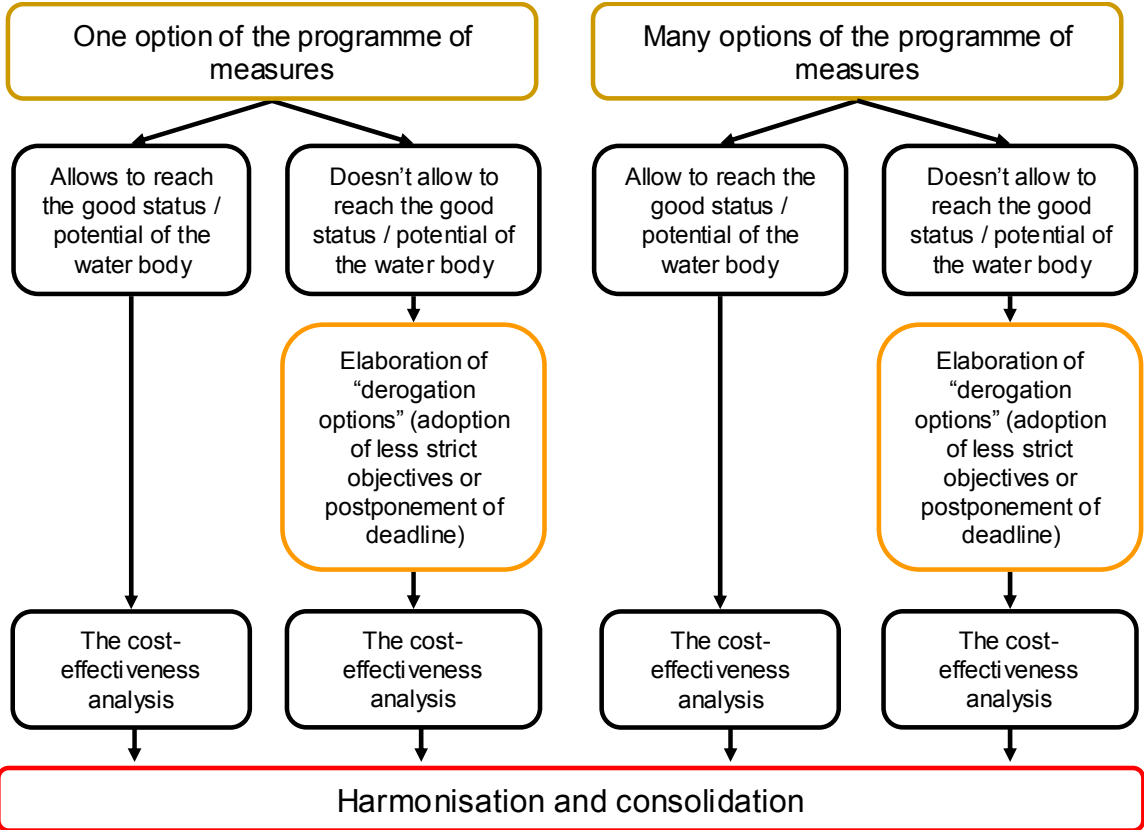 One option of the programme of
measures
Many options of the programme of
measures
Allows to reach
the good status /
potential of the
water body
Doesn’t allow to
reach the good
status / potential of
the water body
Allow to reach the
good status /
potential of the
water body
Doesn’t allow to
reach the good
status / potential of
the water body
Elaboration of
“derogation
options” (adoption
of less strict
objectives or
postponement of
deadline)
Elaboration of
“derogation
options” (adoption
of less strict
objectives or
postponement of
deadline)
The cost-
effectiveness
analysis
The cost-
effectiveness
analysis
The cost-
effectiveness
analysis
The cost-
effectiveness
analysis
Harmonisation and consolidation